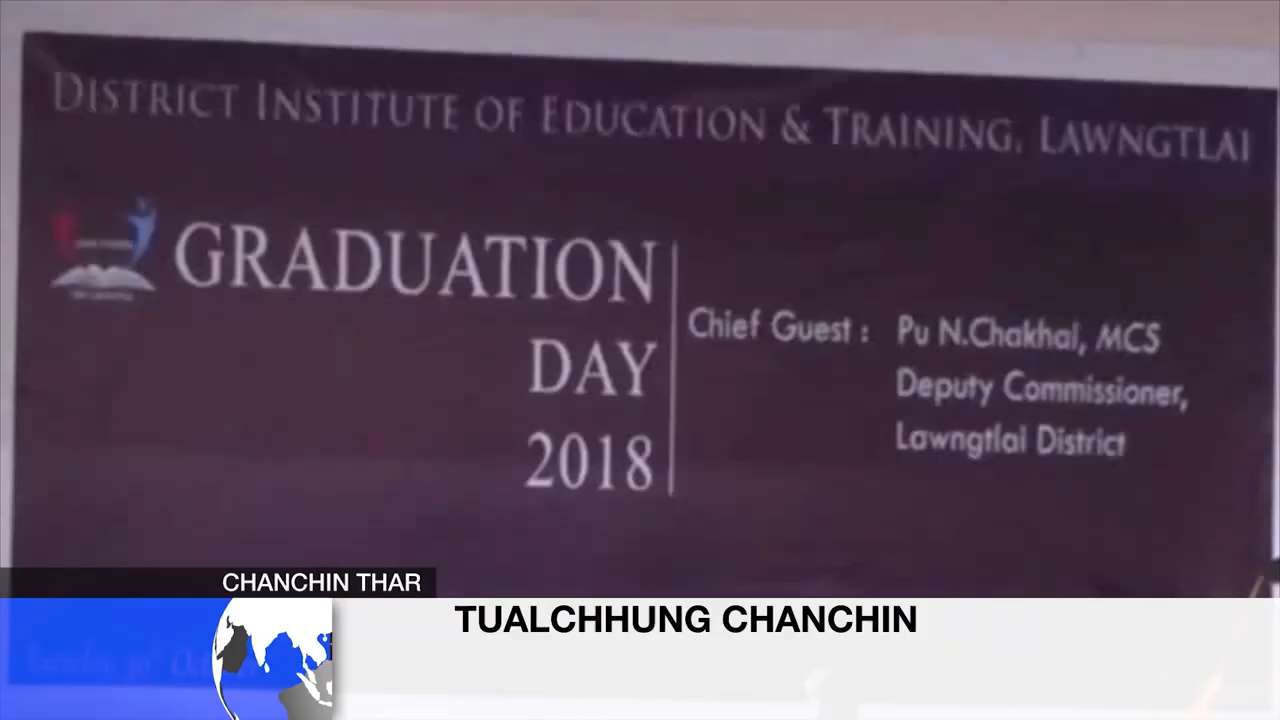 DISTRICT INSTITUTE OF EDUCATION & TRAINING, LAWNGTLAI
GRADUATION
DAY
2018
Chief Guest : Pu N.Chakhai, MCS
Deputy Commissioner,
Lawngtlai District
CHANCHIN THAR
TUALCHHUNG CHANCHIN